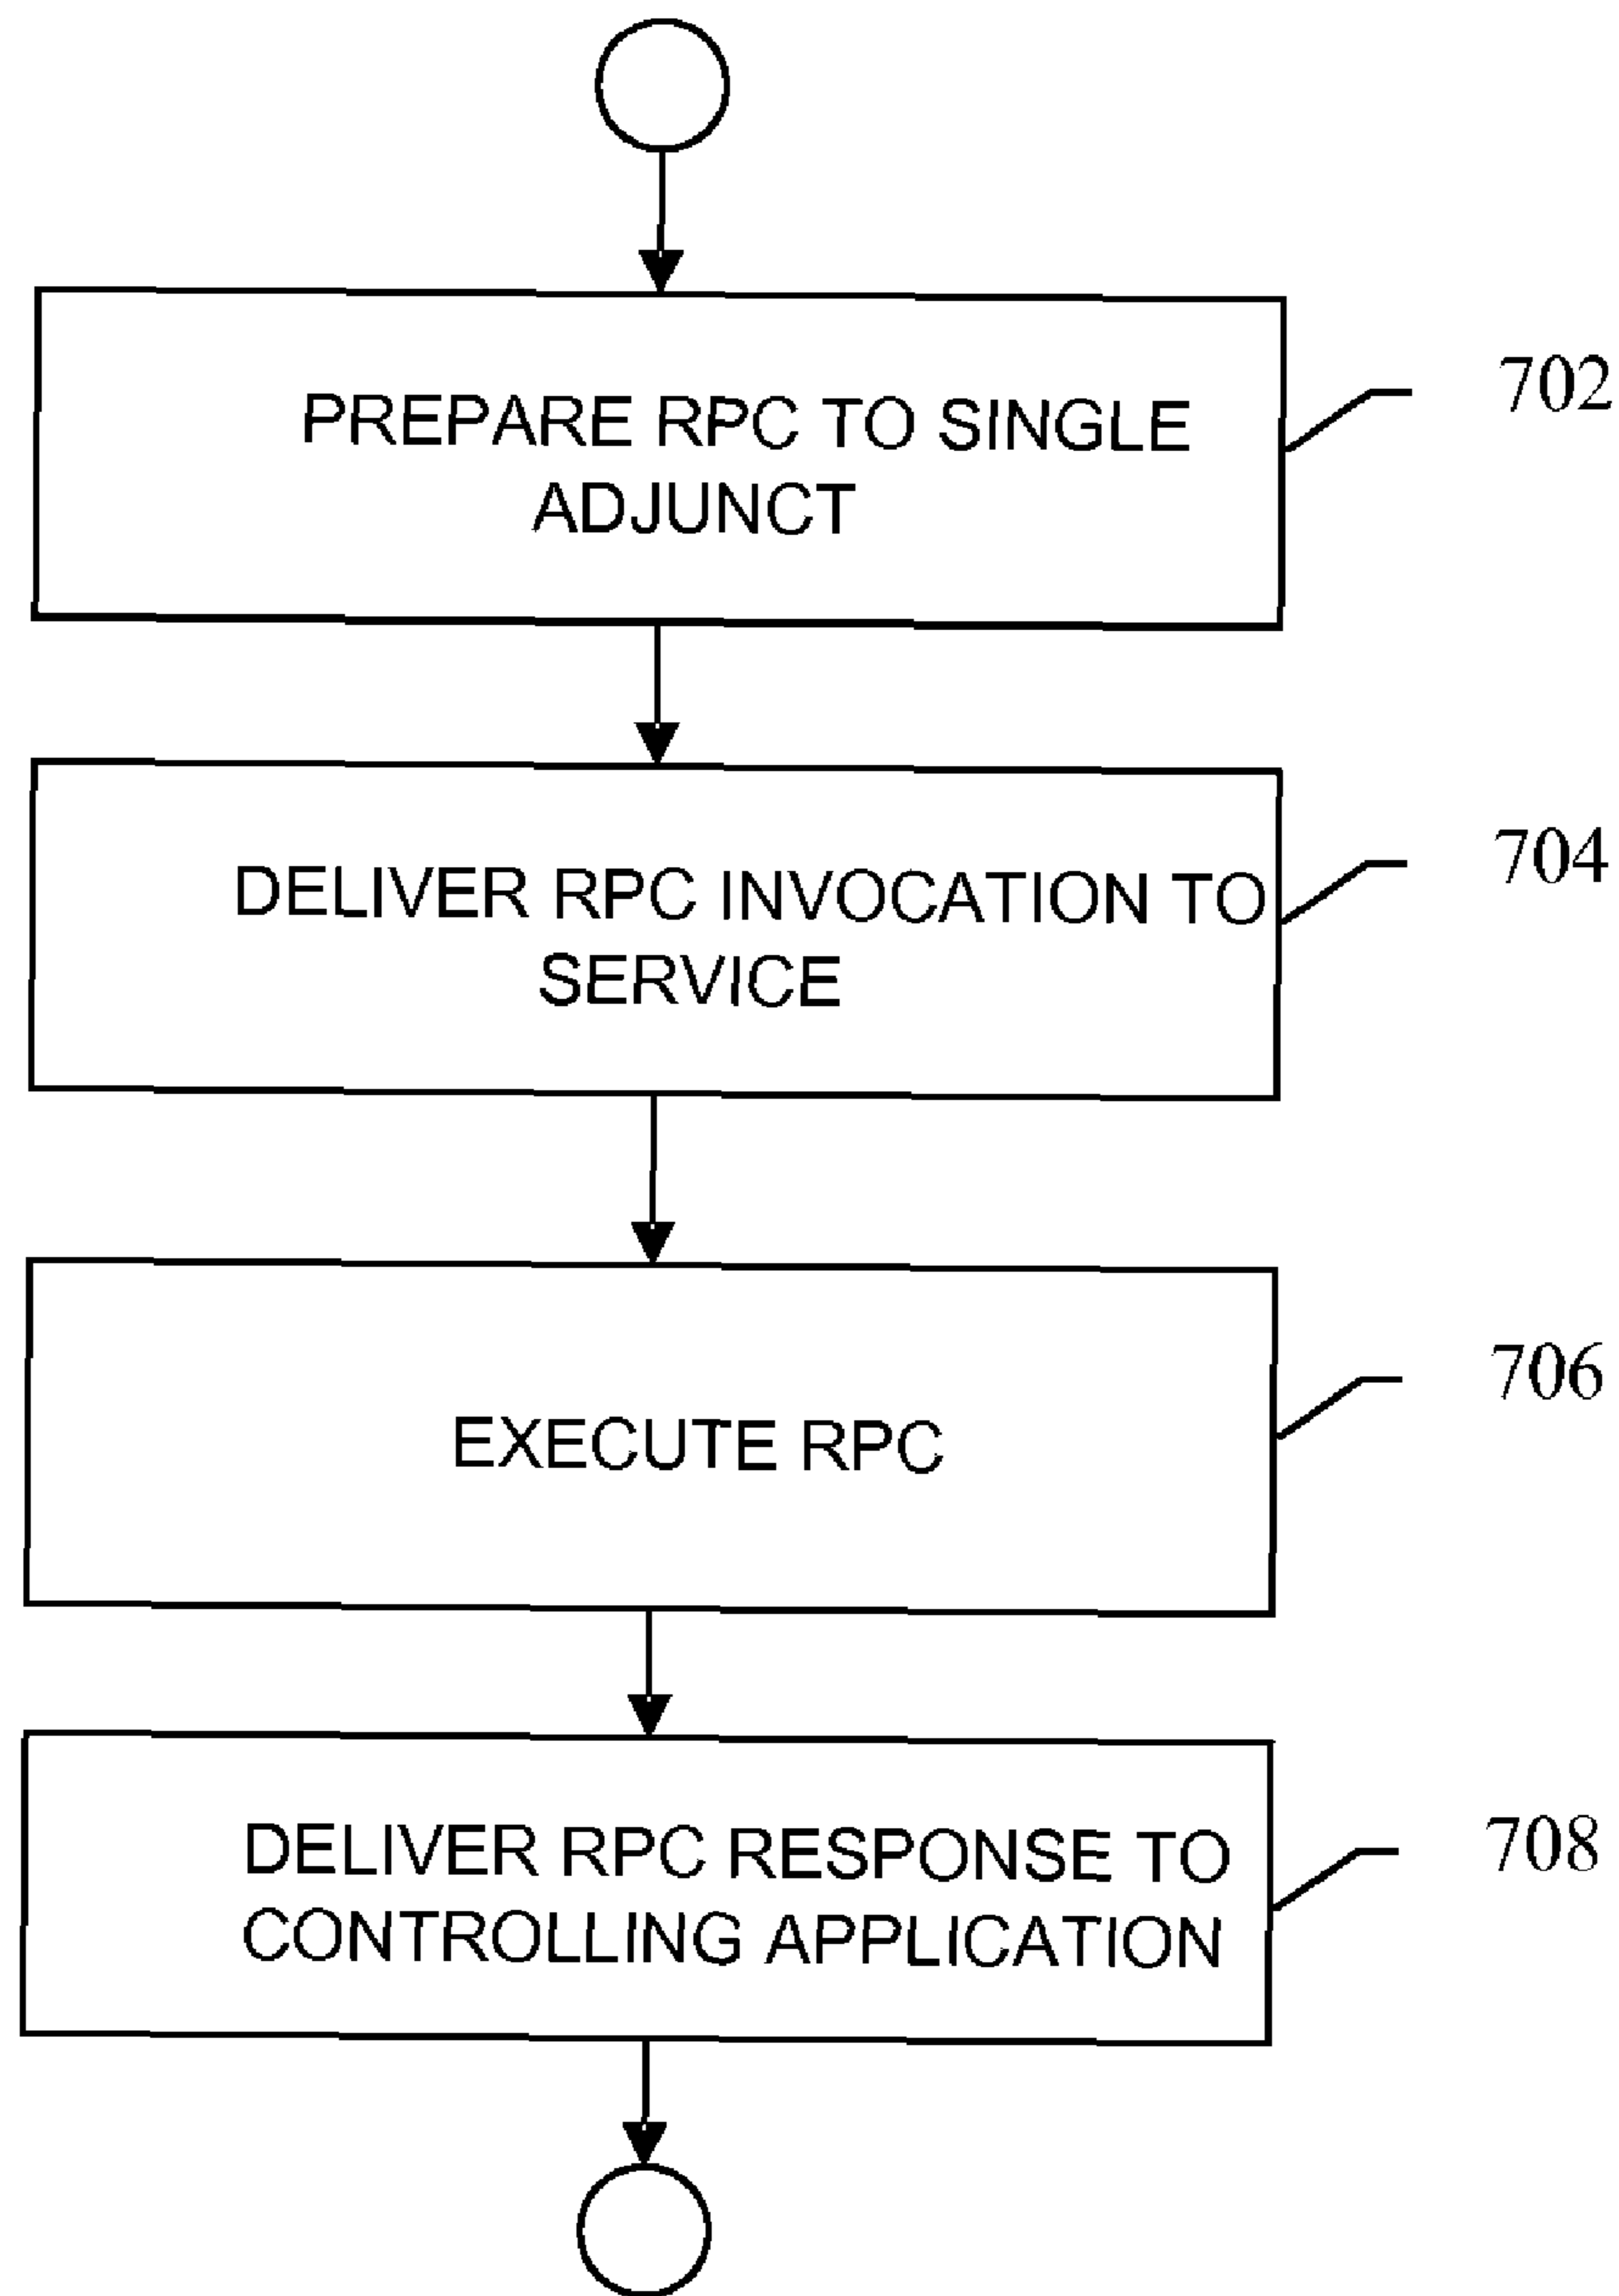 PREPARE RPC TO SINGLE
ADJUNCT
702
DELIVER RPC INVOCATION TO
SERVICE
704
EXECUTE RPC
706
DELIVER RPC RESPONSE TO
CONTROLLING APPLICATION
708